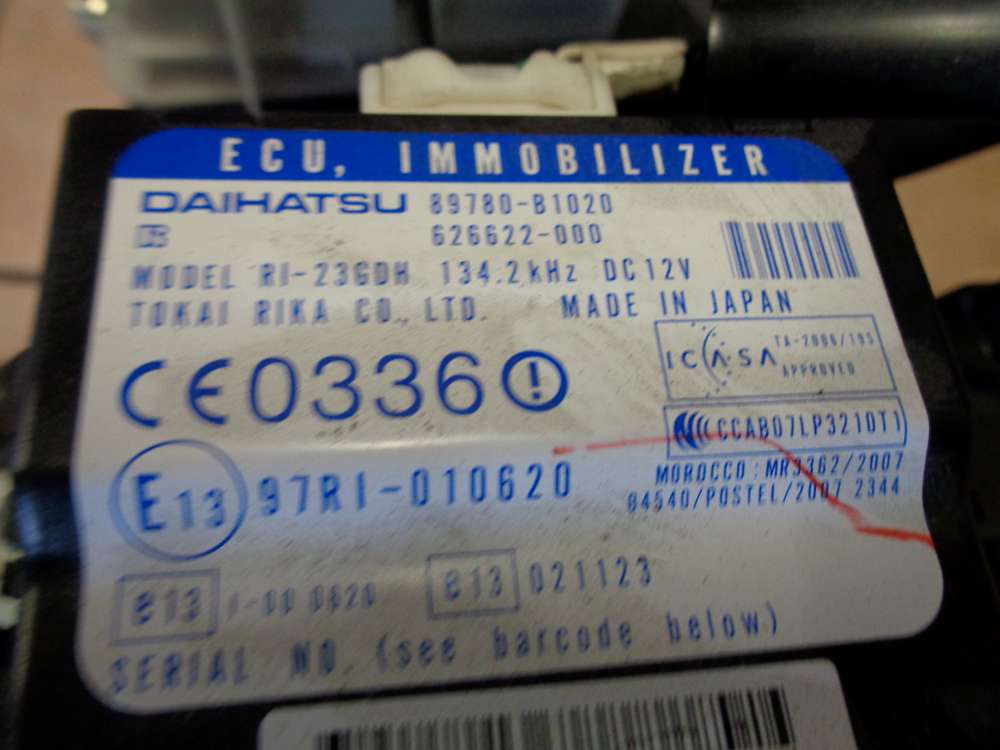 ECU, IMMOBILIZER
DAIHATSU 89780-B1020
626622-000
MODEL RI-23GDH 134.2kHz DC12V
TOKAI RIKA CO., LTD. MADE IN JAPAN
ICASA TA-2006/195
APPROVED
CE0336
CCAB07LP3210T1
E13 97RI-010620
MOROCCO : MR3362/2007
84540/POSTEL/2007 2344
e13 e13 021123
SERIAL NO. (see barcode below)